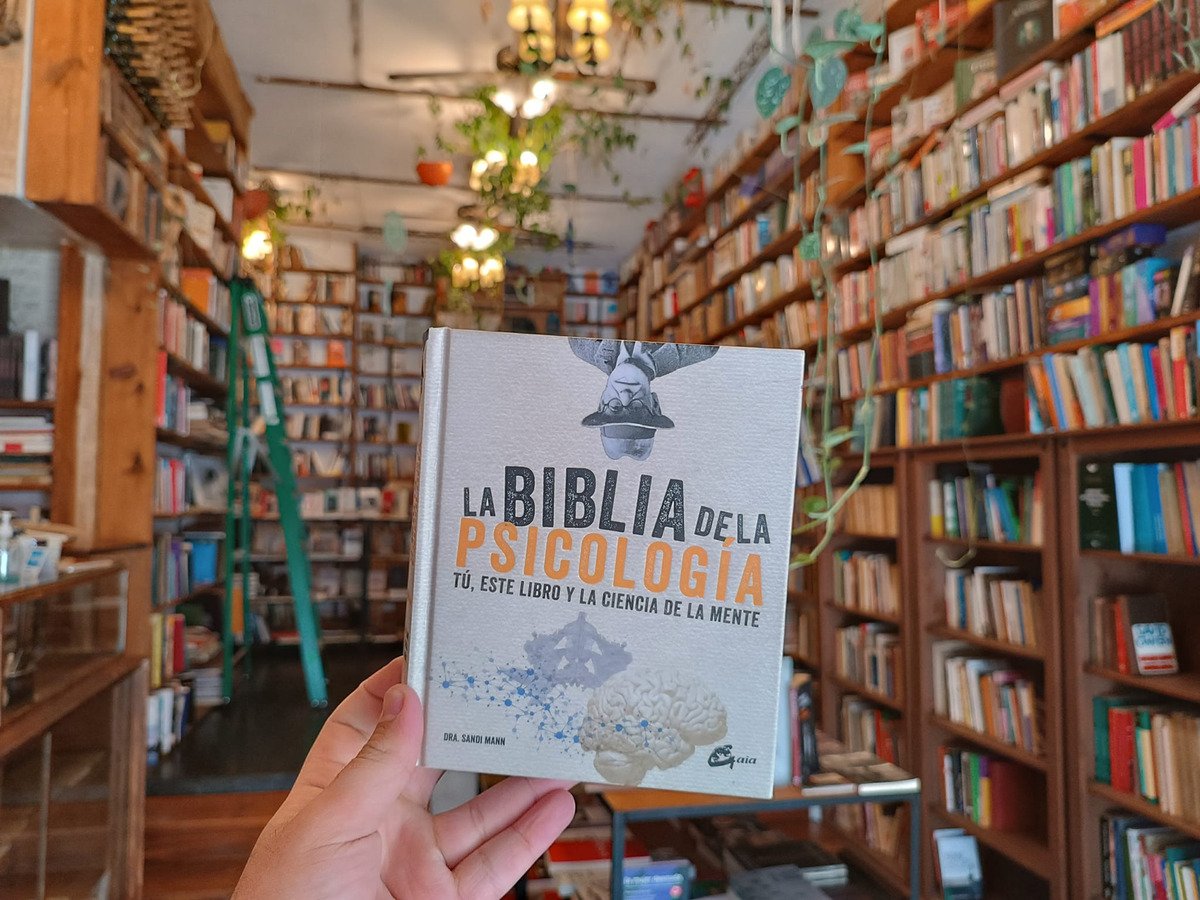 LA BIBLIA DE LA
PSICOLOGÍA
TÚ, ESTE LIBRO Y LA CIENCIA DE LA MENTE
DRA. SANDI MANN
Gaia